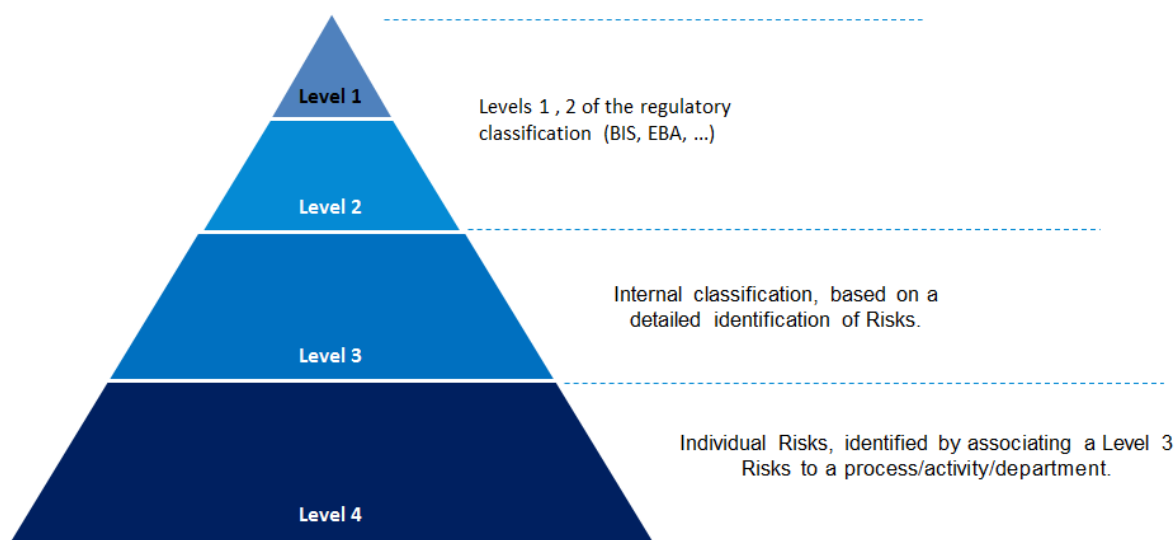 Level 1
Levels 1 , 2 of the regulatory
classification (BIS, EBA, ...)
Level 2
Internal classification, based on a
detailed identification of Risks.
Level 3
Individual Risks, identified by associating a Level 3
Risks to a process/activity/department.
Level 4